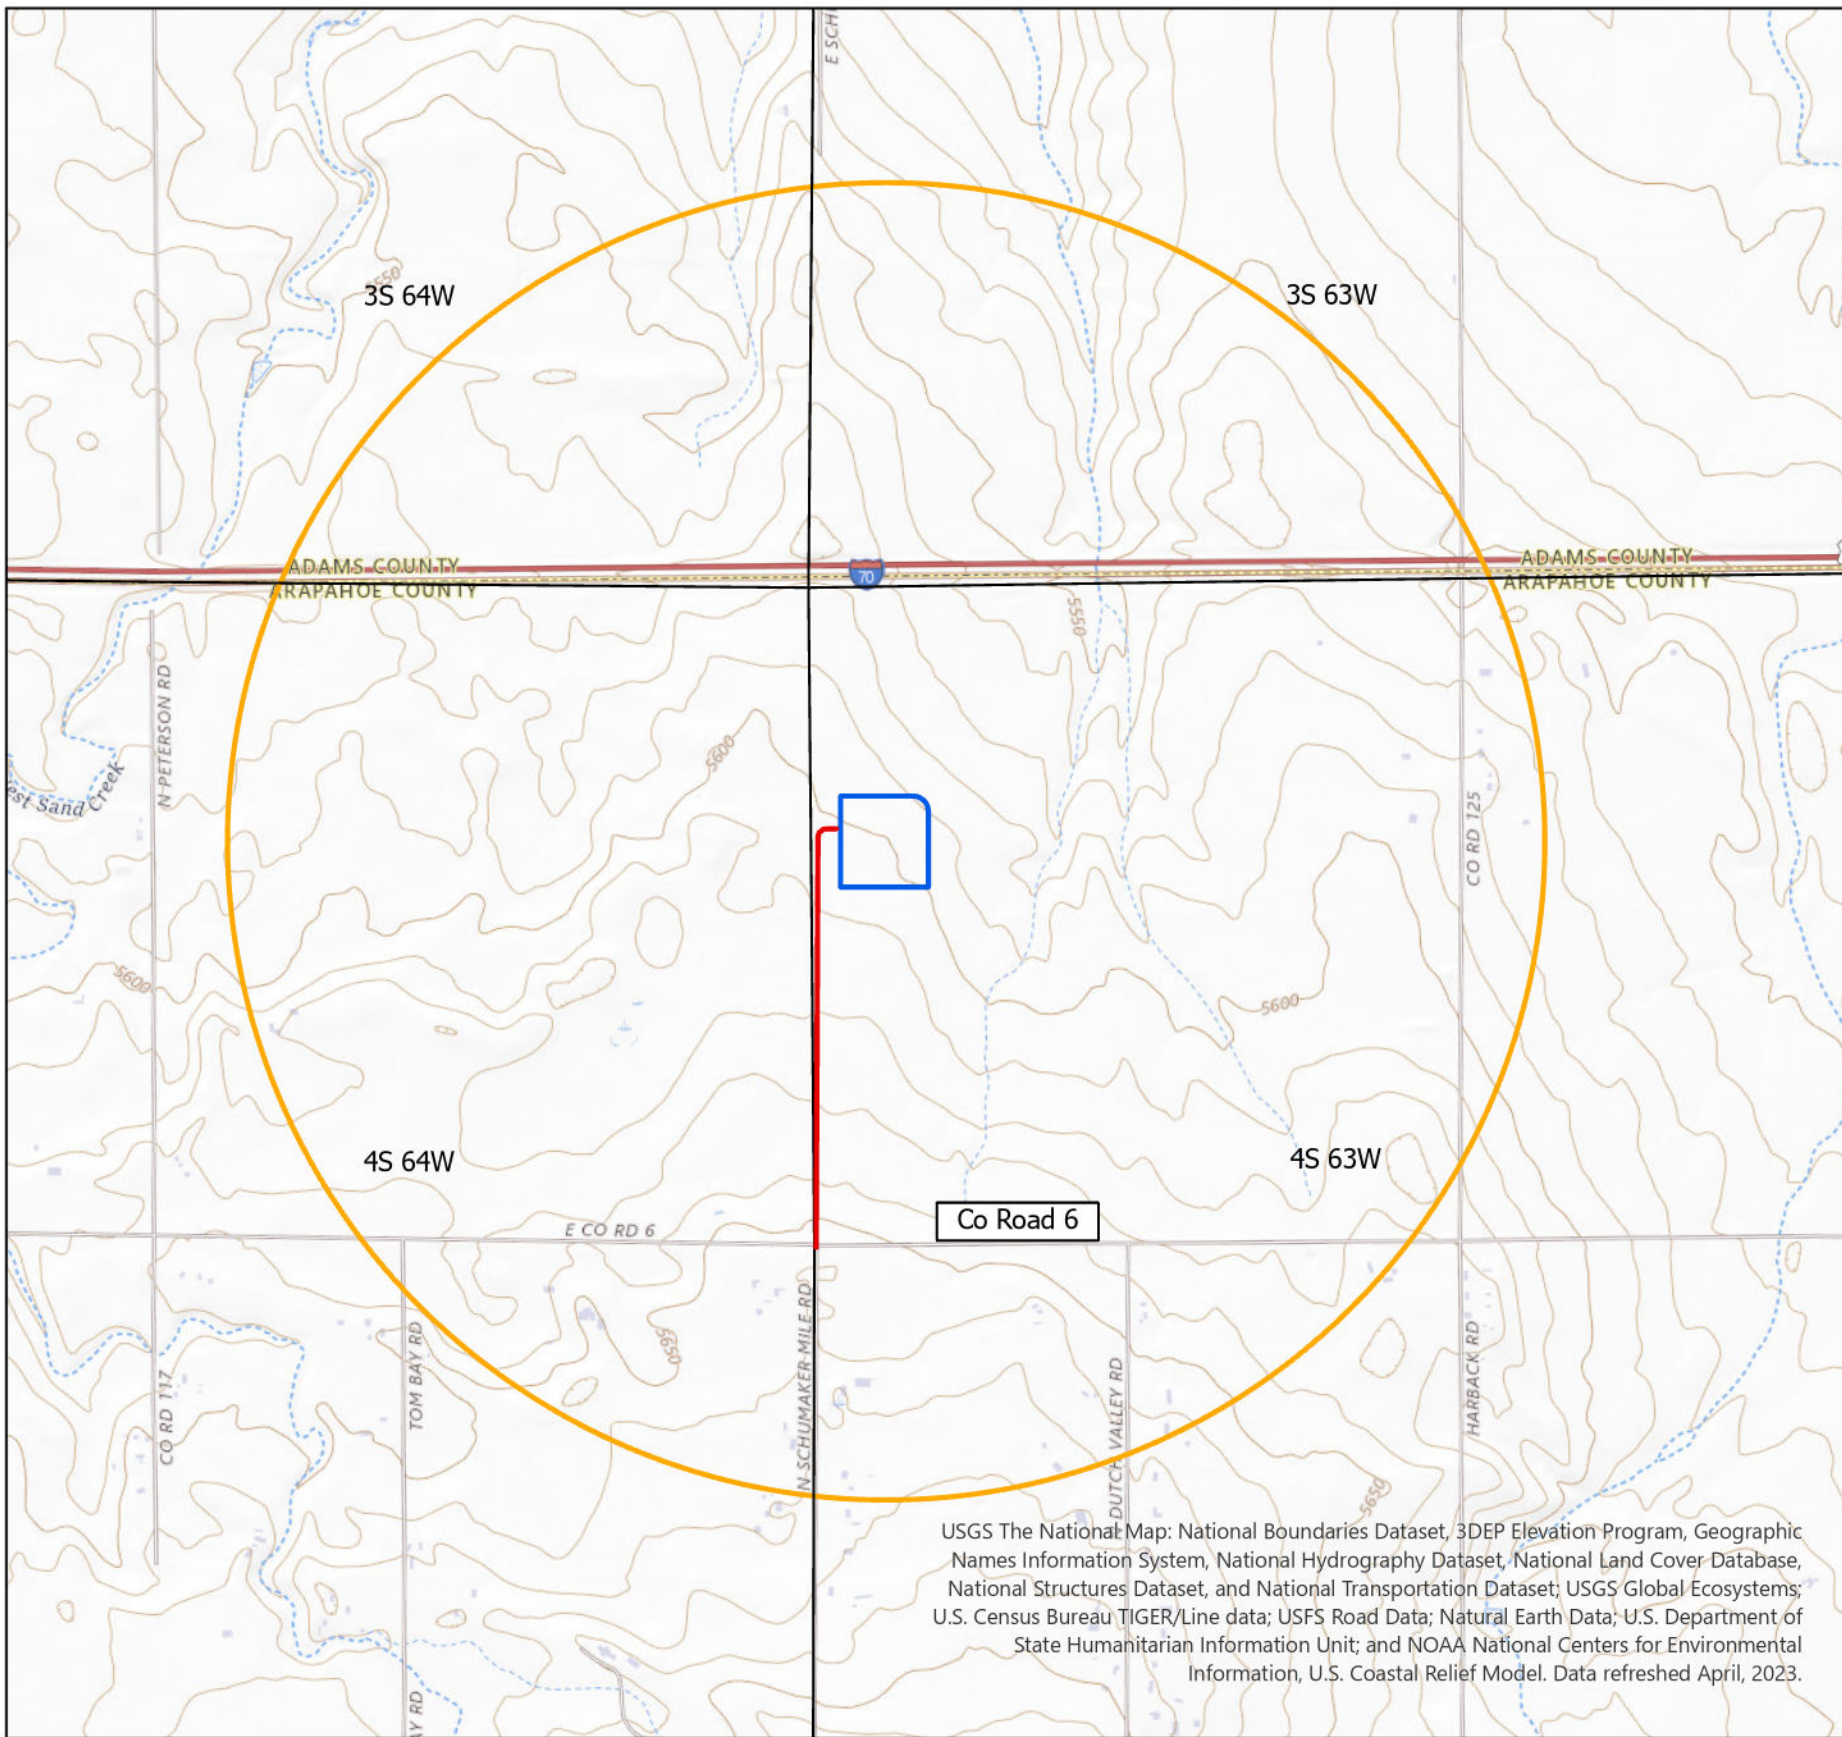 E SCH
5550
3S 64W
3S 63W
ADAMS COUNTY
ADAMS COUNTY
70
ARAPAHOE COUNTY
ARAPAHOE COUNTY
5550
N PETERSON RD
5600
est Sand Creek
CO RD 125
5600
5600
4S 64W
4S 63W
Co Road 6
E CO RD 6
N SCHUMAKER MILE RD
TOM BAY RD
5650
HARBACK RD
CO RD 117
N DUTCH VALLEY RD
5650
USGS The National Map: National Boundaries Dataset, 3DEP Elevation Program, Geographic
Names Information System, National Hydrography Dataset, National Land Cover Database,
National Structures Dataset, and National Transportation Dataset; USGS Global Ecosystems;
U.S. Census Bureau TIGER/Line data; USFS Road Data; Natural Earth Data; U.S. Department of
State Humanitarian Information Unit; and NOAA National Centers for Environmental
Information, U.S. Coastal Relief Model. Data refreshed April, 2023.
AY RD